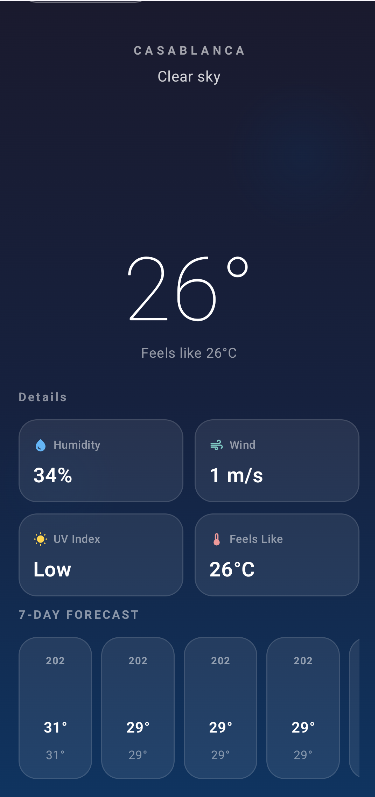 CASABLANCA
Clear sky
26°
Feels like 26°C
Details
Humidity
34%
Wind
1 m/s
UV Index
Low
Feels Like
26°C
7-DAY FORECAST
202 202 202 202
31° 29° 29° 29°
31° 29° 29° 29°